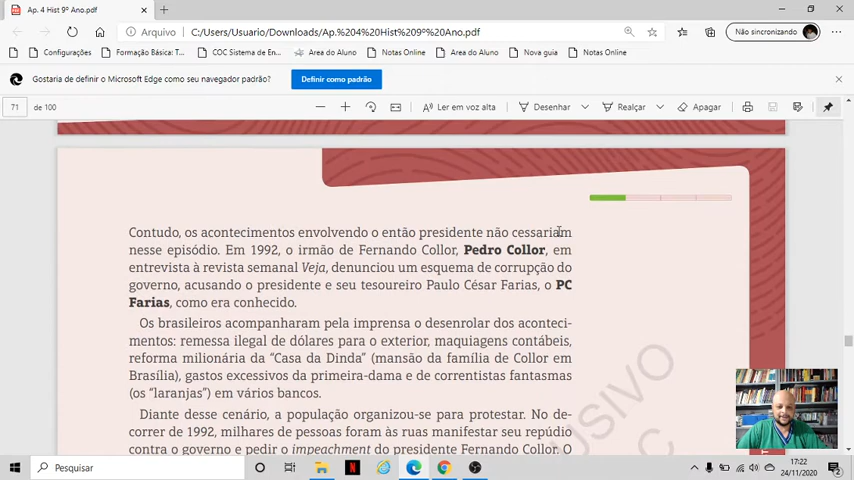 Ap. 4 Hist 9º Ano.pdf
Arquivo C:/Users/Usuario/Downloads/Ap.%204%20Hist%209º%20Ano.pdf Não sincronizando
Configurações Formação Básica: T... COC Sistema de En... Area do Aluno Notas Online Area do Aluno Nova guia Notas Online
Gostaria de definir o Microsoft Edge como seu navegador padrão? Definir como padrão
71 de 100 Ler em voz alta Desenhar Realçar Apagar
Contudo, os acontecimentos envolvendo o então presidente não cessariam
nesse episódio. Em 1992, o irmão de Fernando Collor, Pedro Collor, em
entrevista à revista semanal Veja, denunciou um esquema de corrupção do
governo, acusando o presidente e seu tesoureiro Paulo César Farias, o PC
Farias, como era conhecido.
Os brasileiros acompanharam pela imprensa o desenrolar dos aconteci-
mentos: remessa ilegal de dólares para o exterior, maquiagens contábeis,
reforma milionária da “Casa da Dinda” (mansão da família de Collor em
Brasília), gastos excessivos da primeira-dama e de correntistas fantasmas
(os “laranjas”) em vários bancos.
Diante desse cenário, a população organizou-se para protestar. No de-
correr de 1992, milhares de pessoas foram às ruas manifestar seu repúdio
contra o governo e pedir o impeachment do presidente Fernando Collor. O
Pesquisar
17:22
24/11/2020
2